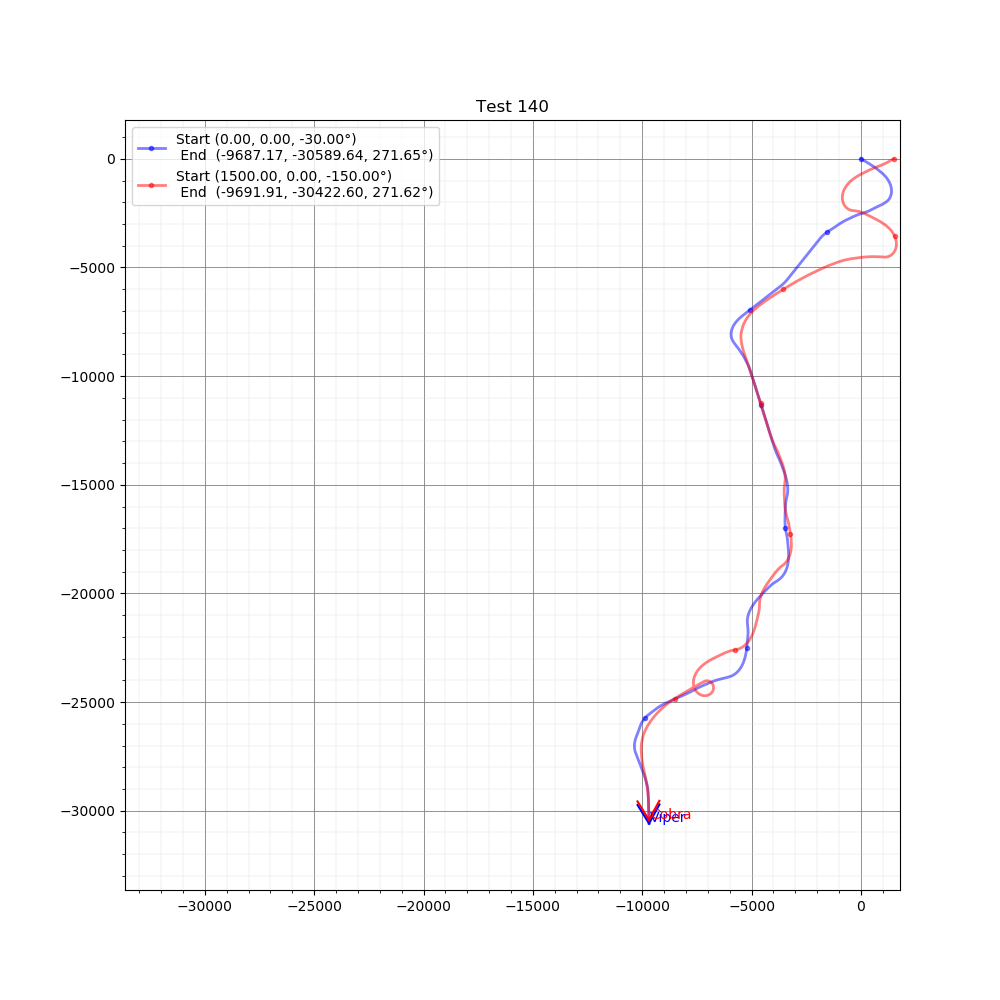 Test 140
Start (0.00, 0.00, -30.00°)
End (-9687.17, -30589.64, 271.65°)
Start (1500.00, 0.00, -150.00°)
End (-9691.91, -30422.60, 271.62°)
0
−5000
−10000
−15000
−20000
−25000
−30000
Cobra
Viper
−30000 −25000 −20000 −15000 −10000 −5000 0